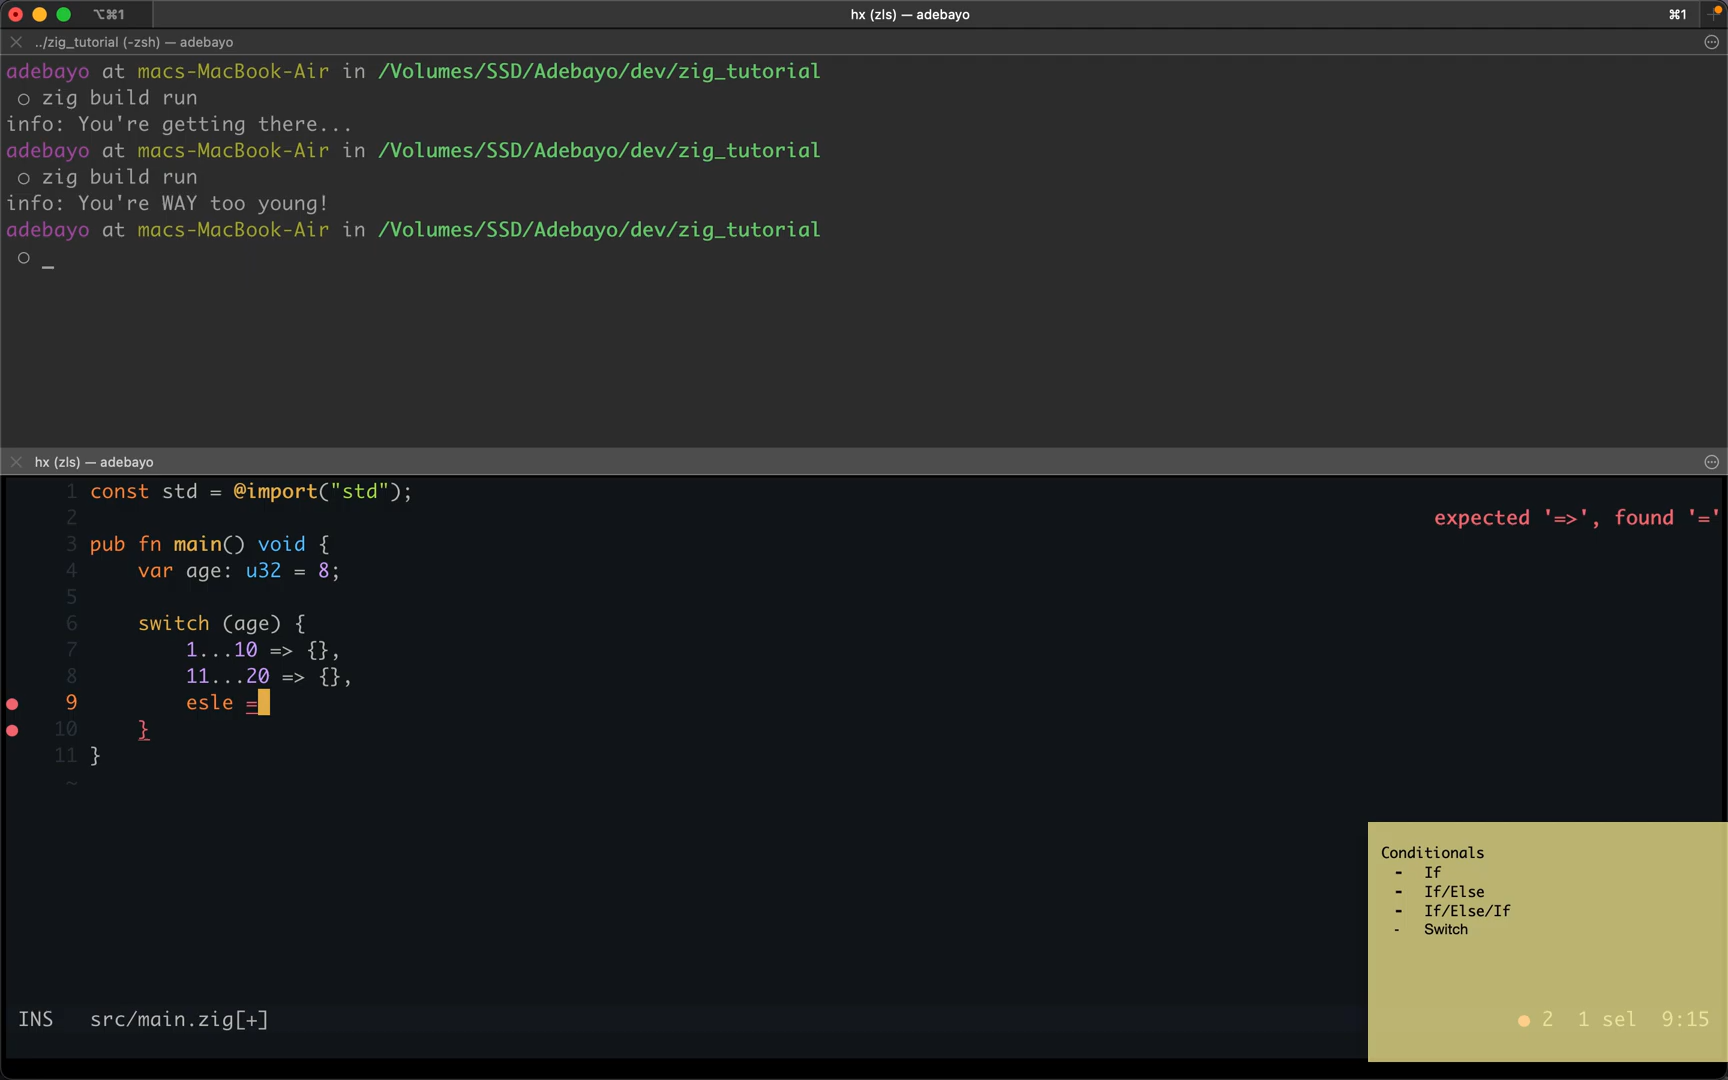 ⌥⌘1
hx (zls) — adebayo
⌘1
../zig_tutorial (-zsh) — adebayo
adebayo at macs-MacBook-Air in /Volumes/SSD/Adebayo/dev/zig_tutorial
○ zig build run
info: You're getting there...
adebayo at macs-MacBook-Air in /Volumes/SSD/Adebayo/dev/zig_tutorial
○ zig build run
info: You're WAY too young!
adebayo at macs-MacBook-Air in /Volumes/SSD/Adebayo/dev/zig_tutorial
○ _
hx (zls) — adebayo
1 const std = @import("std");
2
expected '=>', found '='
3 pub fn main() void {
4     var age: u32 = 8;
5
6     switch (age) {
7         1...10 => {},
8         11...20 => {},
9         esle =
10     }
11 }
~
Conditionals
- If
- If/Else
- If/Else/If
- Switch
INS src/main.zig[+]
● 2 1 sel 9:15